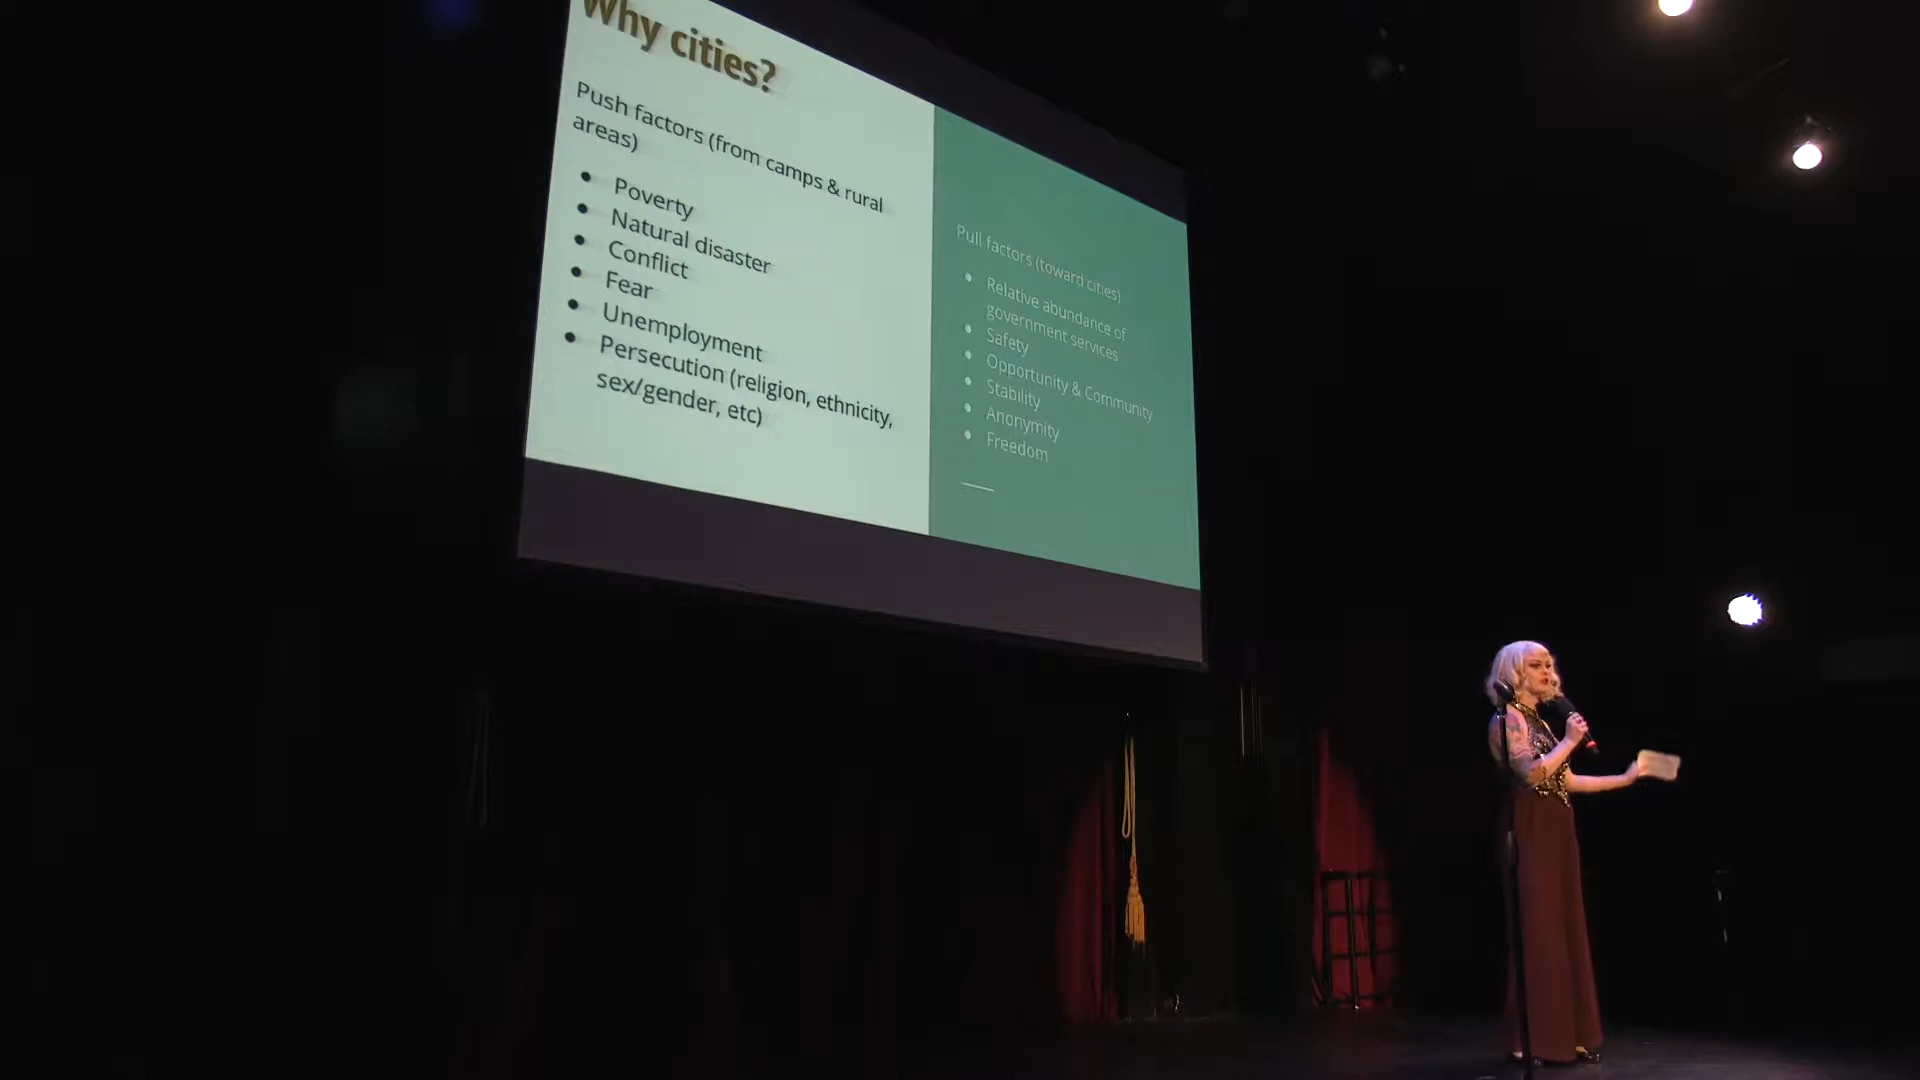 Why cities?
Push factors (from camps & rural
areas)
● Poverty
● Natural disaster
● Conflict
● Fear
● Unemployment
● Persecution (religion, ethnicity,
sex/gender, etc)
Pull factors (toward cities)
● Relative abundance of
government services
● Safety
● Opportunity & Community
● Stability
● Anonymity
● Freedom